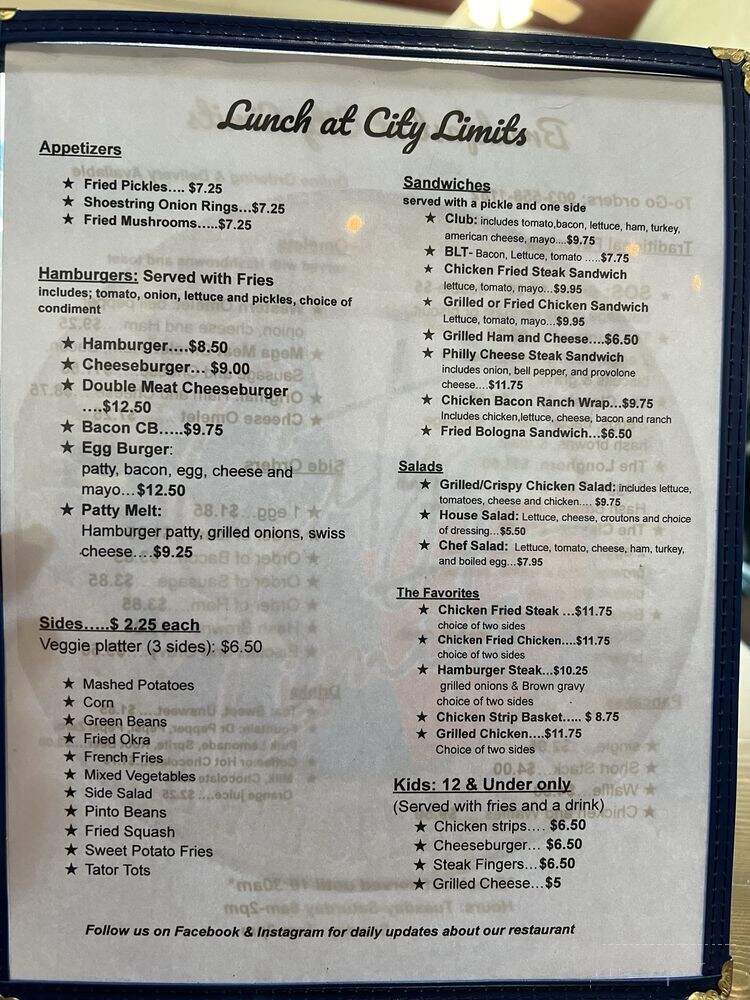 Lunch at City Limits
Appetizers
★ Fried Pickles.... $7.25
★ Shoestring Onion Rings...$7.25
★ Fried Mushrooms.....$7.25
Hamburgers: Served with Fries
includes; tomato, onion, lettuce and pickles, choice of
condiment
★ Hamburger....$8.50
★ Cheeseburger... $9.00
★ Double Meat Cheeseburger
....$12.50
★ Bacon CB.....$9.75
★ Egg Burger:
patty, bacon, egg, cheese and
mayo...$12.50
★ Patty Melt:
Hamburger patty, grilled onions, swiss
cheese....$9.25
Sides.....$ 2.25 each
Veggie platter (3 sides): $6.50
★ Mashed Potatoes
★ Corn
★ Green Beans
★ Fried Okra
★ French Fries
★ Mixed Vegetables
★ Side Salad
★ Pinto Beans
★ Fried Squash
★ Sweet Potato Fries
★ Tator Tots
Sandwiches
served with a pickle and one side
★ Club: includes tomato,bacon, lettuce, ham, turkey,
american cheese, mayo....$9.75
★ BLT- Bacon, Lettuce, tomato .....$7.75
★ Chicken Fried Steak Sandwich
lettuce, tomato, mayo...$9.95
★ Grilled or Fried Chicken Sandwich
Lettuce, tomato, mayo...$9.95
★ Grilled Ham and Cheese....$6.50
★ Philly Cheese Steak Sandwich
includes onion, bell pepper, and provolone
cheese....$11.75
★ Chicken Bacon Ranch Wrap...$9.75
Includes chicken,lettuce, cheese, bacon and ranch
★ Fried Bologna Sandwich...$6.50
Salads
★ Grilled/Crispy Chicken Salad: includes lettuce,
tomatoes, cheese and chicken.... $9.75
★ House Salad: Lettuce, cheese, croutons and choice
of dressing...$5.50
★ Chef Salad: Lettuce, tomato, cheese, ham, turkey,
and boiled egg...$7.95
The Favorites
★ Chicken Fried Steak ...$11.75
choice of two sides
★ Chicken Fried Chicken....$11.75
choice of two sides
★ Hamburger Steak...$10.25
grilled onions & Brown gravy
choice of two sides
★ Chicken Strip Basket..... $ 8.75
★ Grilled Chicken....$11.75
Choice of two sides
Kids: 12 & Under only
(Served with fries and a drink)
★ Chicken strips.... $6.50
★ Cheeseburger... $6.50
★ Steak Fingers...$6.50
★ Grilled Cheese...$5
Follow us on Facebook & Instagram for daily updates about our restaurant